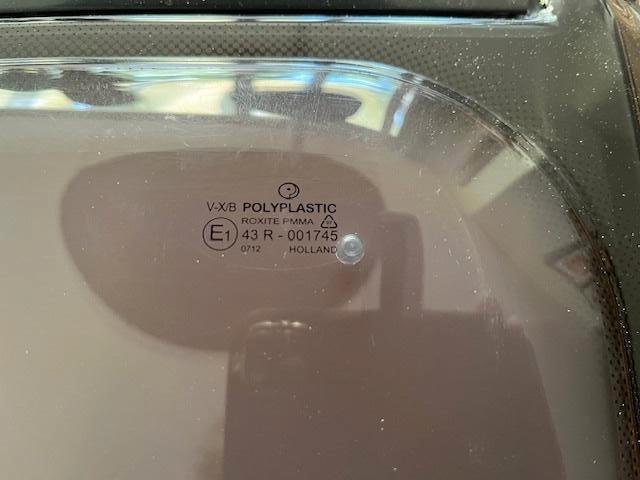 V-X/B POLYPLASTIC
ROXITE PMMA
E1 43 R - 001745
0712 HOLLAND